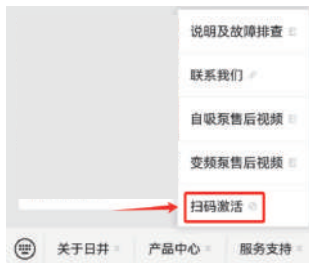 说明及故障排查
联系我们
自吸泵售后视频
变频泵售后视频
扫码激活
关于日井 产品中心 服务支持